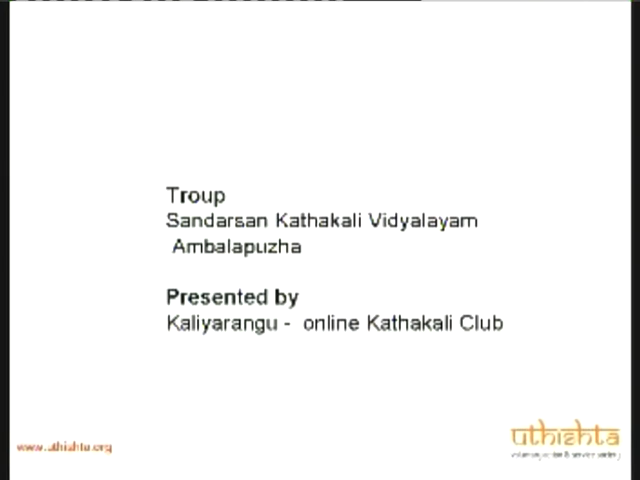 Troup
Sandarsan Kathakali Vidyalayam
Ambalapuzha
Presented by
Kaliyarangu - online Kathakali Club
www.uthishta.org
uthishta